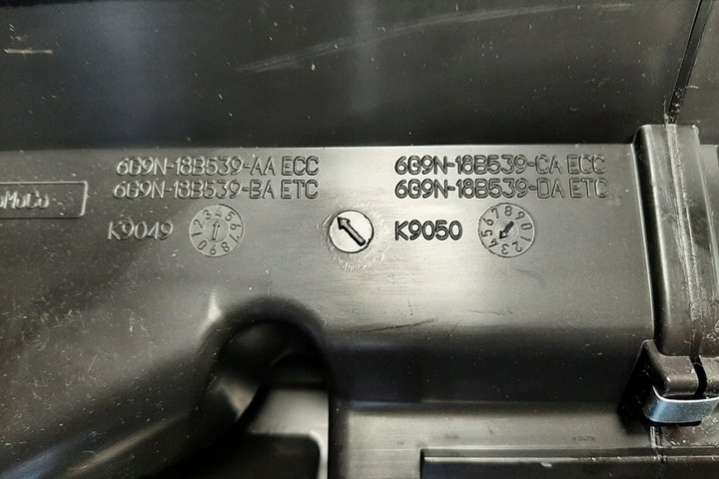 6G9N-18B539-AA ECC
6G9N-18B539-BA ETC
K9049
6G9N-18B539-CA ECC
6G9N-18B539-DA ETC
K9050